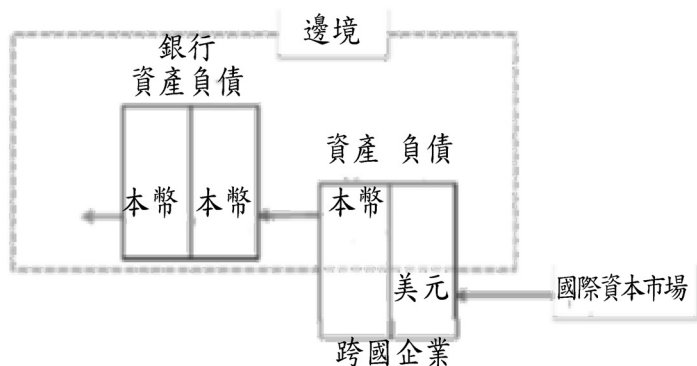 邊境
銀行
資產負債
資產 負債
本幣 本幣 本幣
美元
國際資本市場
跨國企業